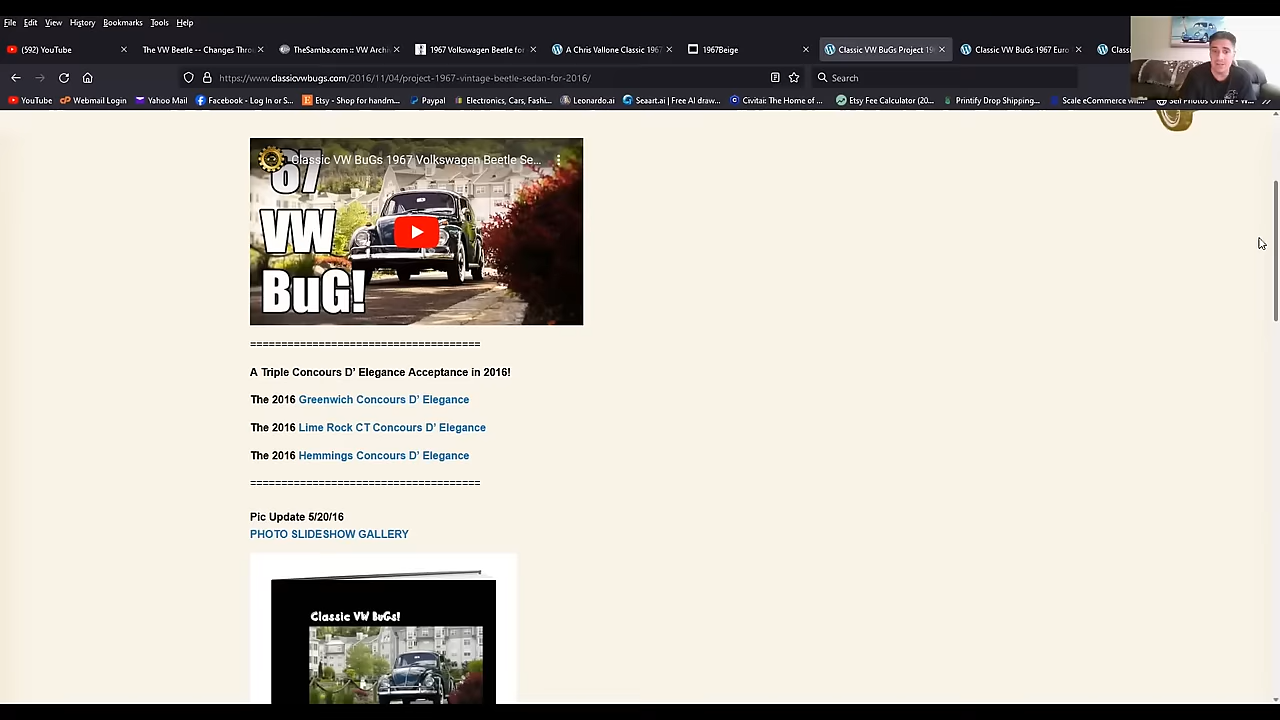 File Edit View History Bookmarks Tools Help
(592) YouTube
The VW Beetle -- Changes Thro
TheSamba.com :: VW Archi
1967 Volkswagen Beetle for
A Chris Vallone Classic 1967
1967Beige
Classic VW BuGs Project 19
Classic VW BuGs 1967 Euro
Classi
https://www.classicvwbugs.com/2016/11/04/project-1967-vintage-beetle-sedan-for-2016/
Search
YouTube Webmail Login Yahoo Mail Facebook - Log In or S... Etsy - Shop for handm... Paypal Electronics, Cars, Fashi... Leonardo.ai Seaart.ai | Free AI draw... Civitai: The Home of ... Etsy Fee Calculator (20... Printify Drop Shipping... Scale eCommerce wit... Sell Photos Online - W...
Classic VW BuGs 1967 Volkswagen Beetle Se...
67
VW
BuG!
=====================================
A Triple Concours D’ Elegance Acceptance in 2016!
The 2016 Greenwich Concours D’ Elegance
The 2016 Lime Rock CT Concours D’ Elegance
The 2016 Hemmings Concours D’ Elegance
=====================================
Pic Update 5/20/16
PHOTO SLIDESHOW GALLERY
Classic VW BuGs!